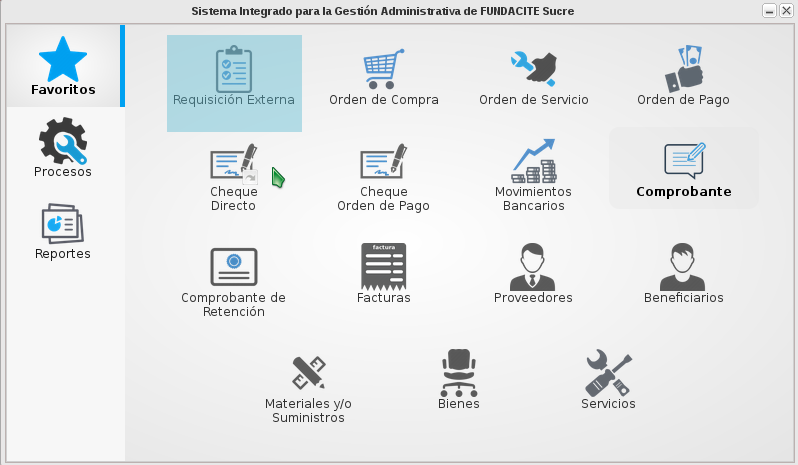 Sistema Integrado para la Gestión Administrativa de FUNDACITE Sucre
Favoritos
Procesos
Reportes
Requisición Externa
Orden de Compra
Orden de Servicio
Orden de Pago
Cheque
Directo
Cheque
Orden de Pago
Movimientos
Bancarios
Comprobante
Comprobante de
Retención
factura
Facturas
Proveedores
Beneficiarios
Materiales y/o
Suministros
Bienes
Servicios